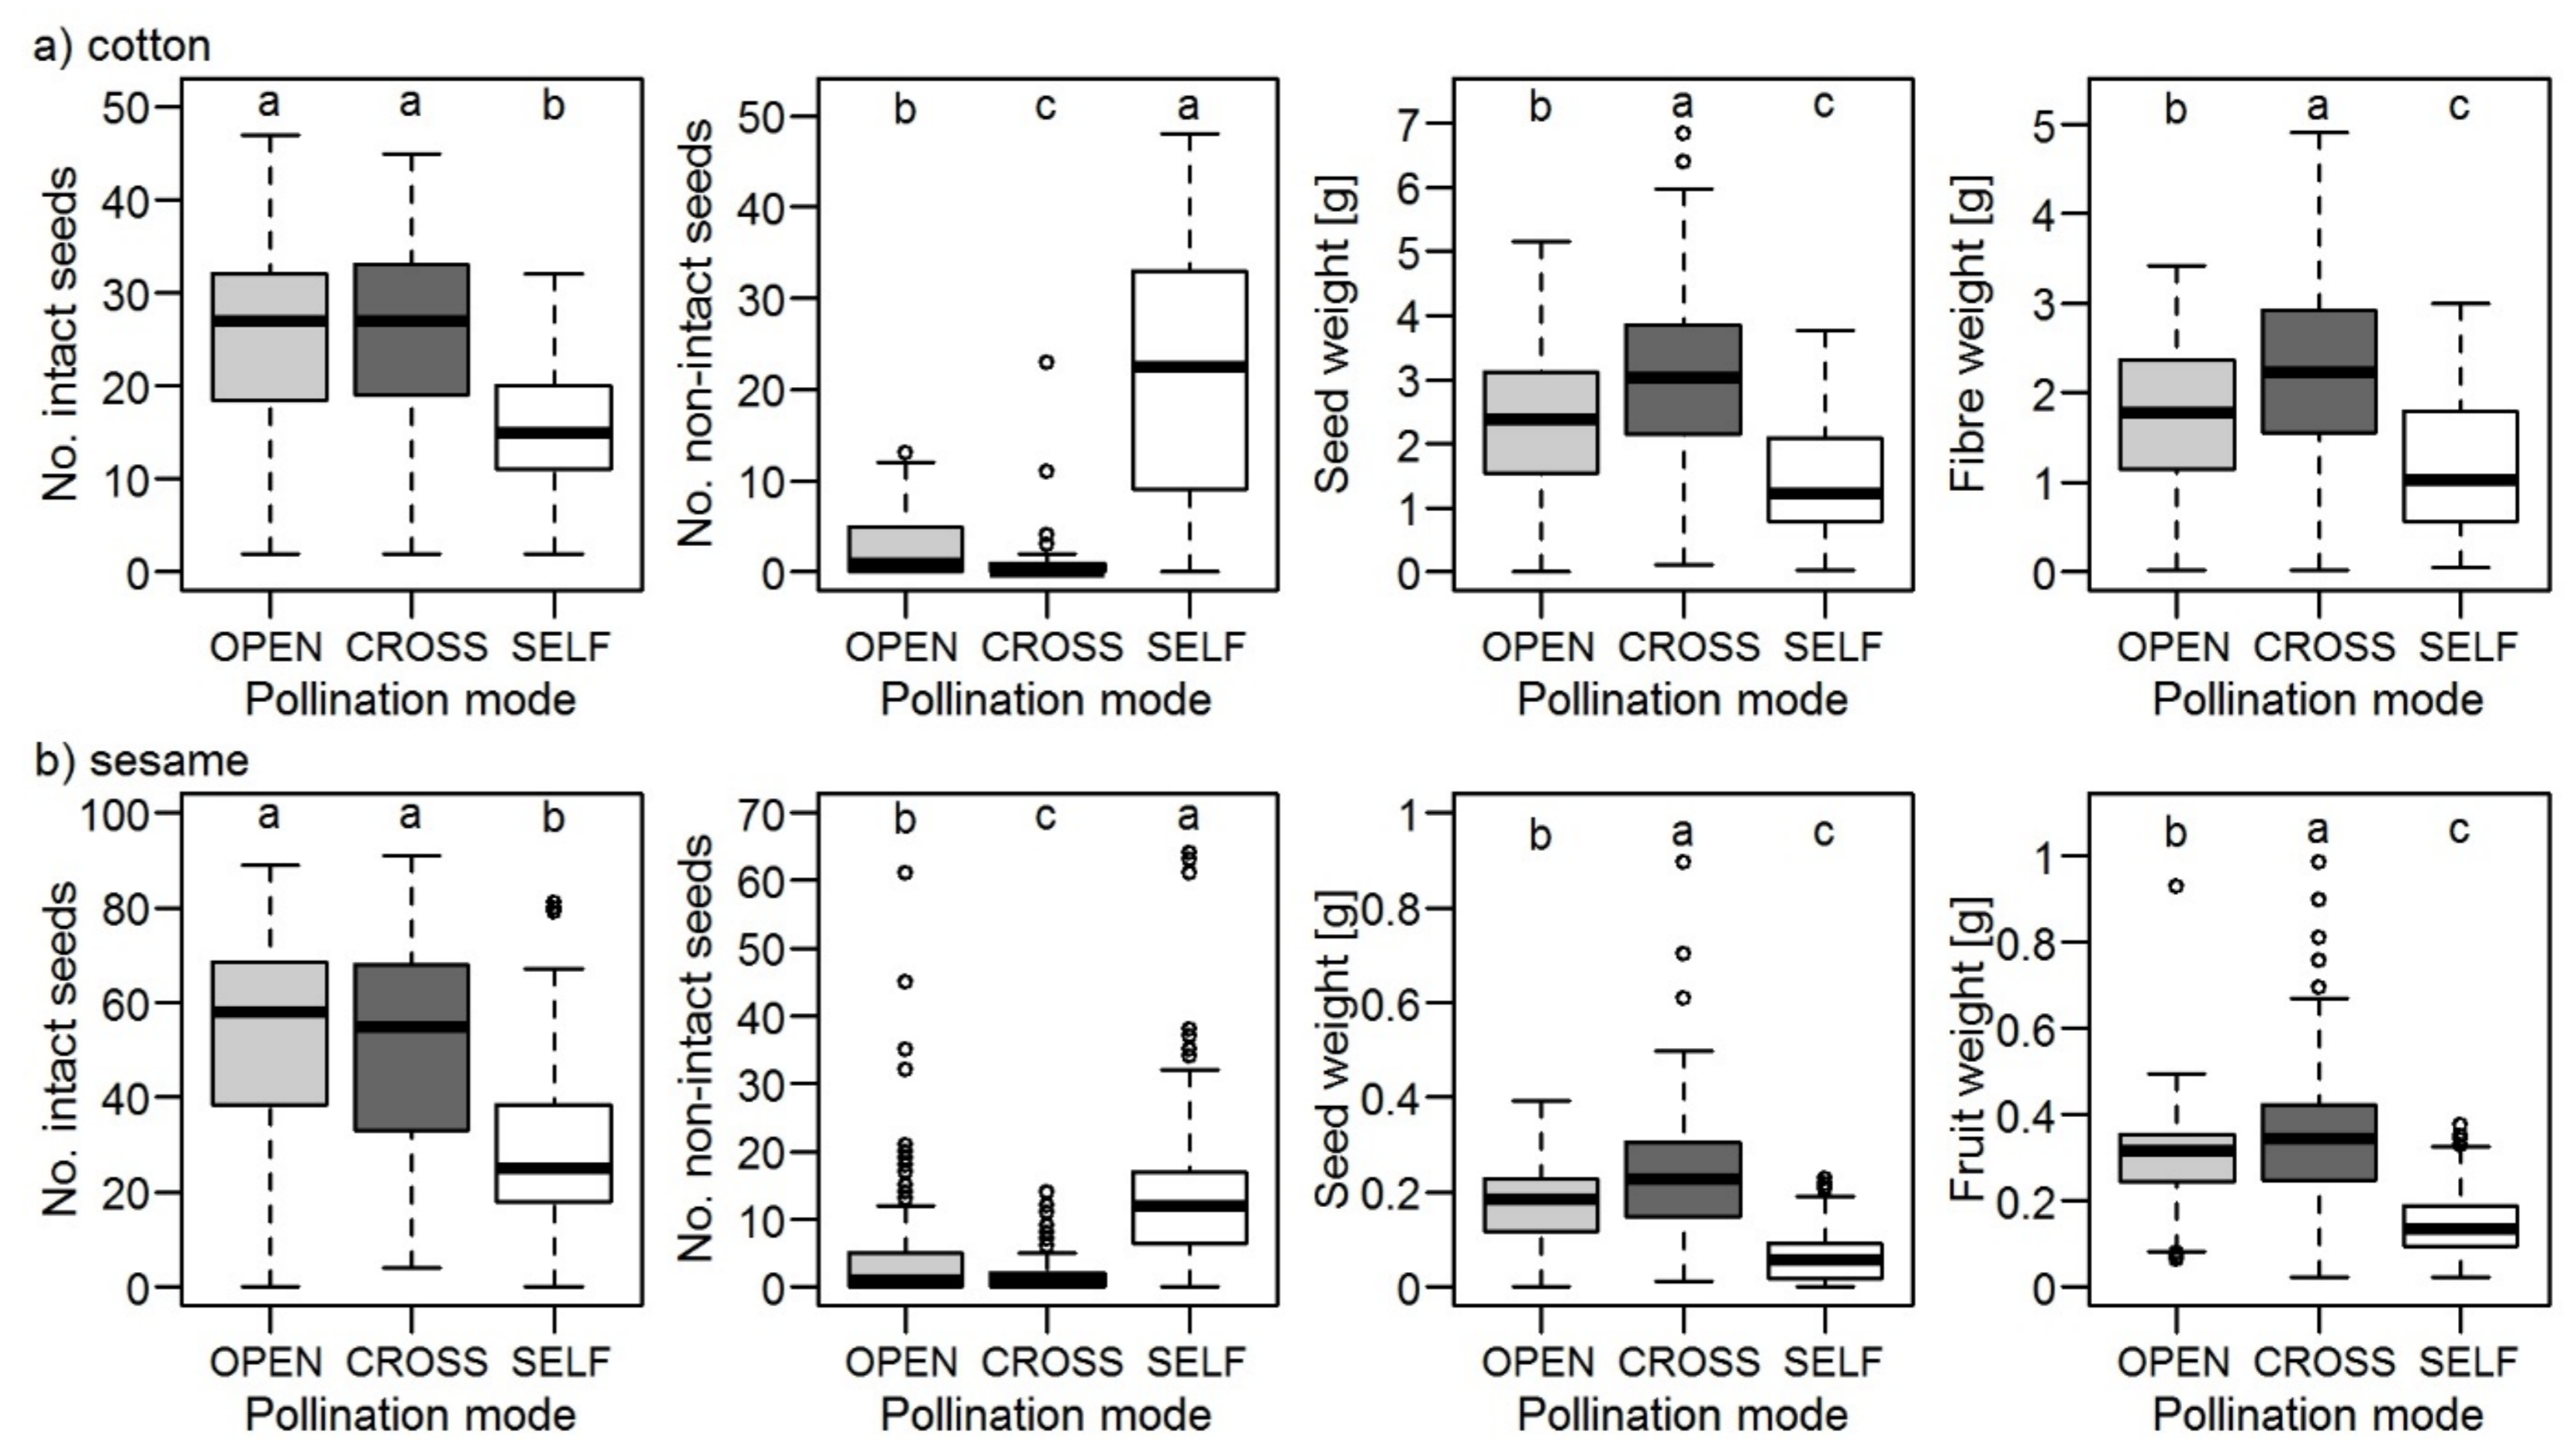 a) cotton
No. intact seeds
50
40
30
20
10
0
a a b
OPEN CROSS SELF
Pollination mode
No. non-intact seeds
50
40
30
20
10
0
b c a
OPEN CROSS SELF
Pollination mode
Seed weight [g]
7
6
5
4
3
2
1
0
b a c
OPEN CROSS SELF
Pollination mode
Fibre weight [g]
5
4
3
2
1
0
b a c
OPEN CROSS SELF
Pollination mode
b) sesame
No. intact seeds
100
80
60
40
20
0
a a b
OPEN CROSS SELF
Pollination mode
No. non-intact seeds
70
60
50
40
30
20
10
0
b c a
OPEN CROSS SELF
Pollination mode
Seed weight [g]
1
0.8
0.6
0.4
0.2
0
b a c
OPEN CROSS SELF
Pollination mode
Fruit weight [g]
1
0.8
0.6
0.4
0.2
0
b a c
OPEN CROSS SELF
Pollination mode